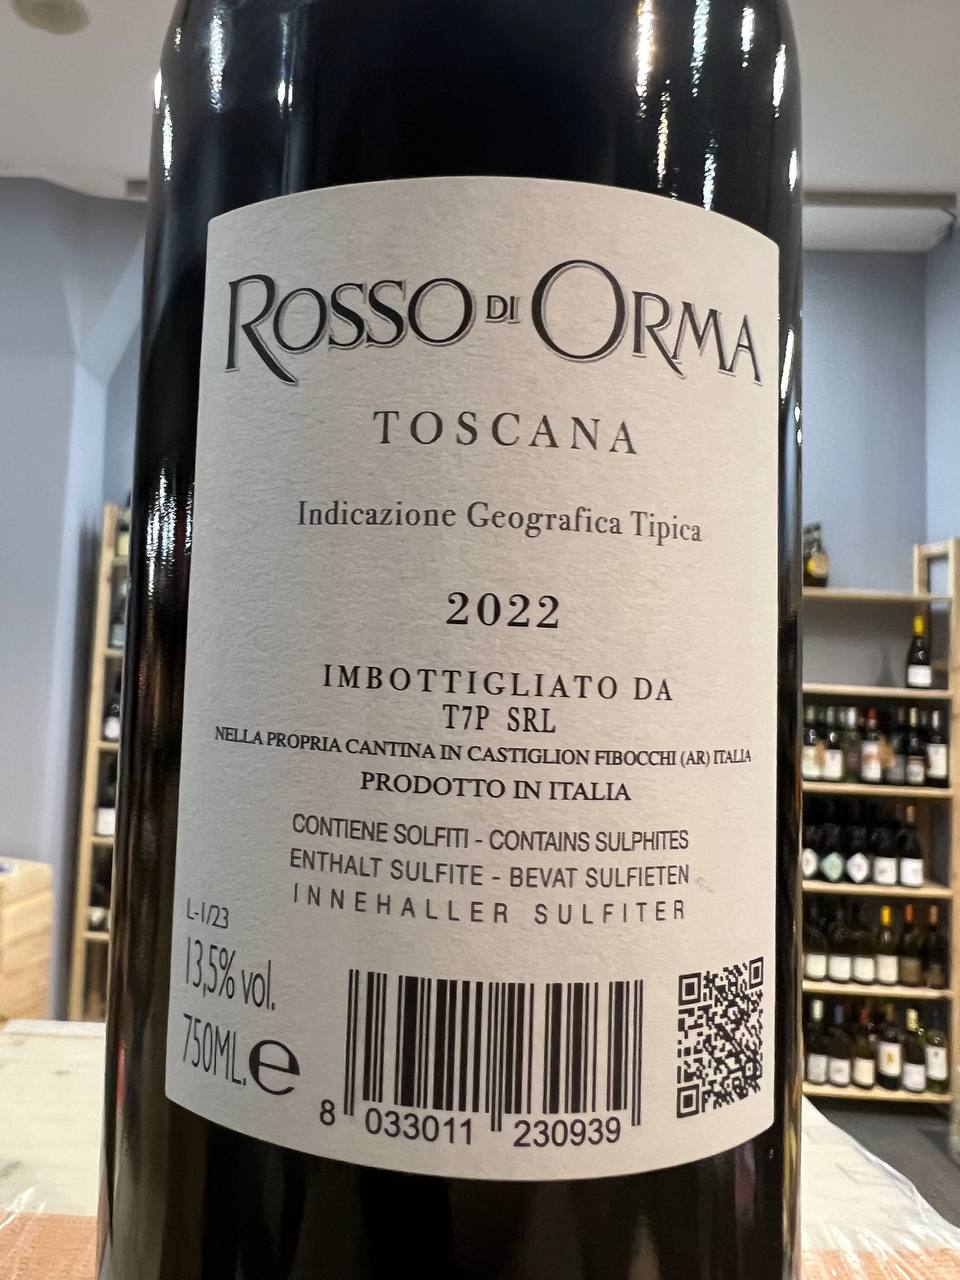 ROSSO DI ORMA
TOSCANA
Indicazione Geografica Tipica
2022
IMBOTTIGLIATO DA
T7P SRL
NELLA PROPRIA CANTINA IN CASTIGLION FIBOCCHI (AR) ITALIA
PRODOTTO IN ITALIA
CONTIENE SOLFITI - CONTAINS SULPHITES
ENTHALT SULFITE - BEVAT SULFIETEN
INNEHALLER SULFITER
L-1/23
13,5% vol.
750ML. e
8 033011 230939